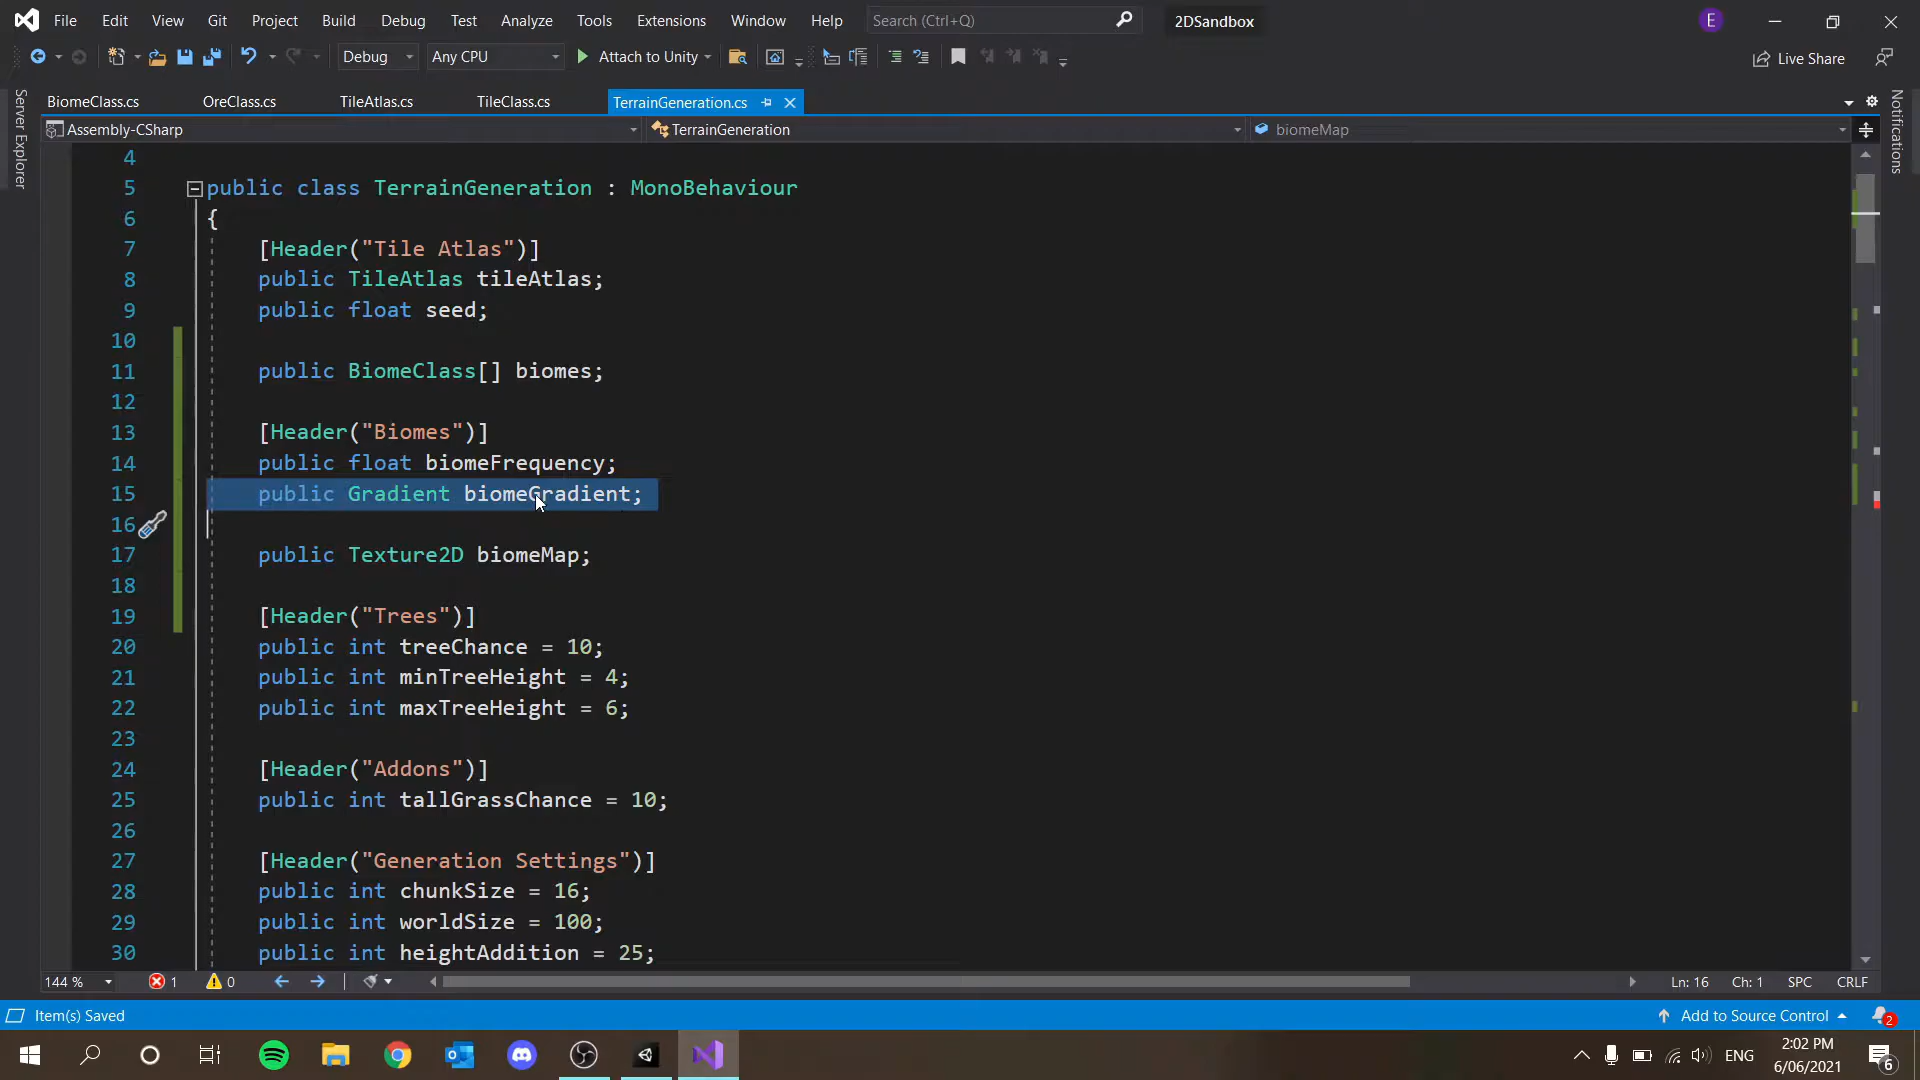 File Edit View Git Project Build Debug Test Analyze Tools Extensions Window Help Search (Ctrl+Q) 2DSandbox E
Debug Any CPU Attach to Unity Live Share
BiomeClass.cs OreClass.cs TileAtlas.cs TileClass.cs TerrainGeneration.cs
Assembly-CSharp TerrainGeneration biomeMap
Server Explorer
Notifications
4
5 public class TerrainGeneration : MonoBehaviour
6 {
7 [Header("Tile Atlas")]
8 public TileAtlas tileAtlas;
9 public float seed;
10
11 public BiomeClass[] biomes;
12
13 [Header("Biomes")]
14 public float biomeFrequency;
15 public Gradient biomeGradient;
16
17 public Texture2D biomeMap;
18
19 [Header("Trees")]
20 public int treeChance = 10;
21 public int minTreeHeight = 4;
22 public int maxTreeHeight = 6;
23
24 [Header("Addons")]
25 public int tallGrassChance = 10;
26
27 [Header("Generation Settings")]
28 public int chunkSize = 16;
29 public int worldSize = 100;
30 public int heightAddition = 25;
144 % 1 0 Ln: 16 Ch: 1 SPC CRLF
Item(s) Saved Add to Source Control 2
ENG 2:02 PM 6
6/06/2021